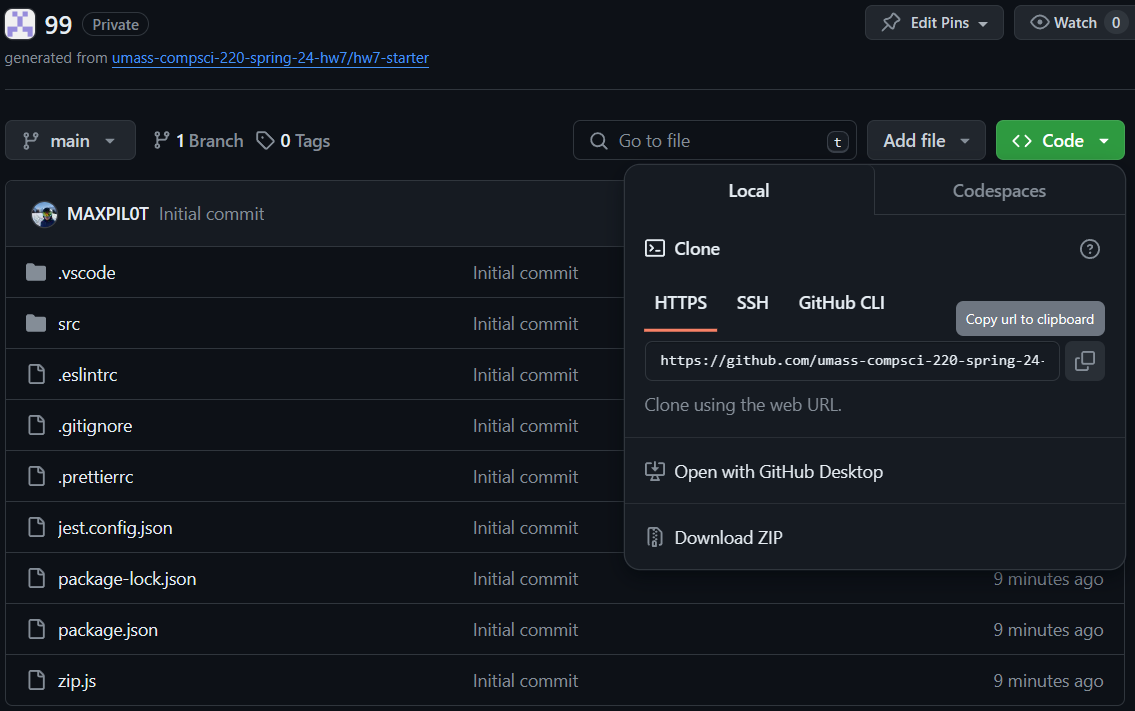 99 Private
Edit Pins
Watch 0
generated from umass-compsci-220-spring-24-hw7/hw7-starter
main
1 Branch
0 Tags
Go to file
t
Add file
Code
Local
Codespaces
MAXPIL0T Initial commit
Clone
HTTPS
SSH
GitHub CLI
Copy url to clipboard
https://github.com/umass-compsci-220-spring-24-
Clone using the web URL.
Open with GitHub Desktop
Download ZIP
.vscode Initial commit
src Initial commit
.eslintrc Initial commit
.gitignore Initial commit
.prettierrc Initial commit
jest.config.json Initial commit
package-lock.json Initial commit 9 minutes ago
package.json Initial commit 9 minutes ago
zip.js Initial commit 9 minutes ago